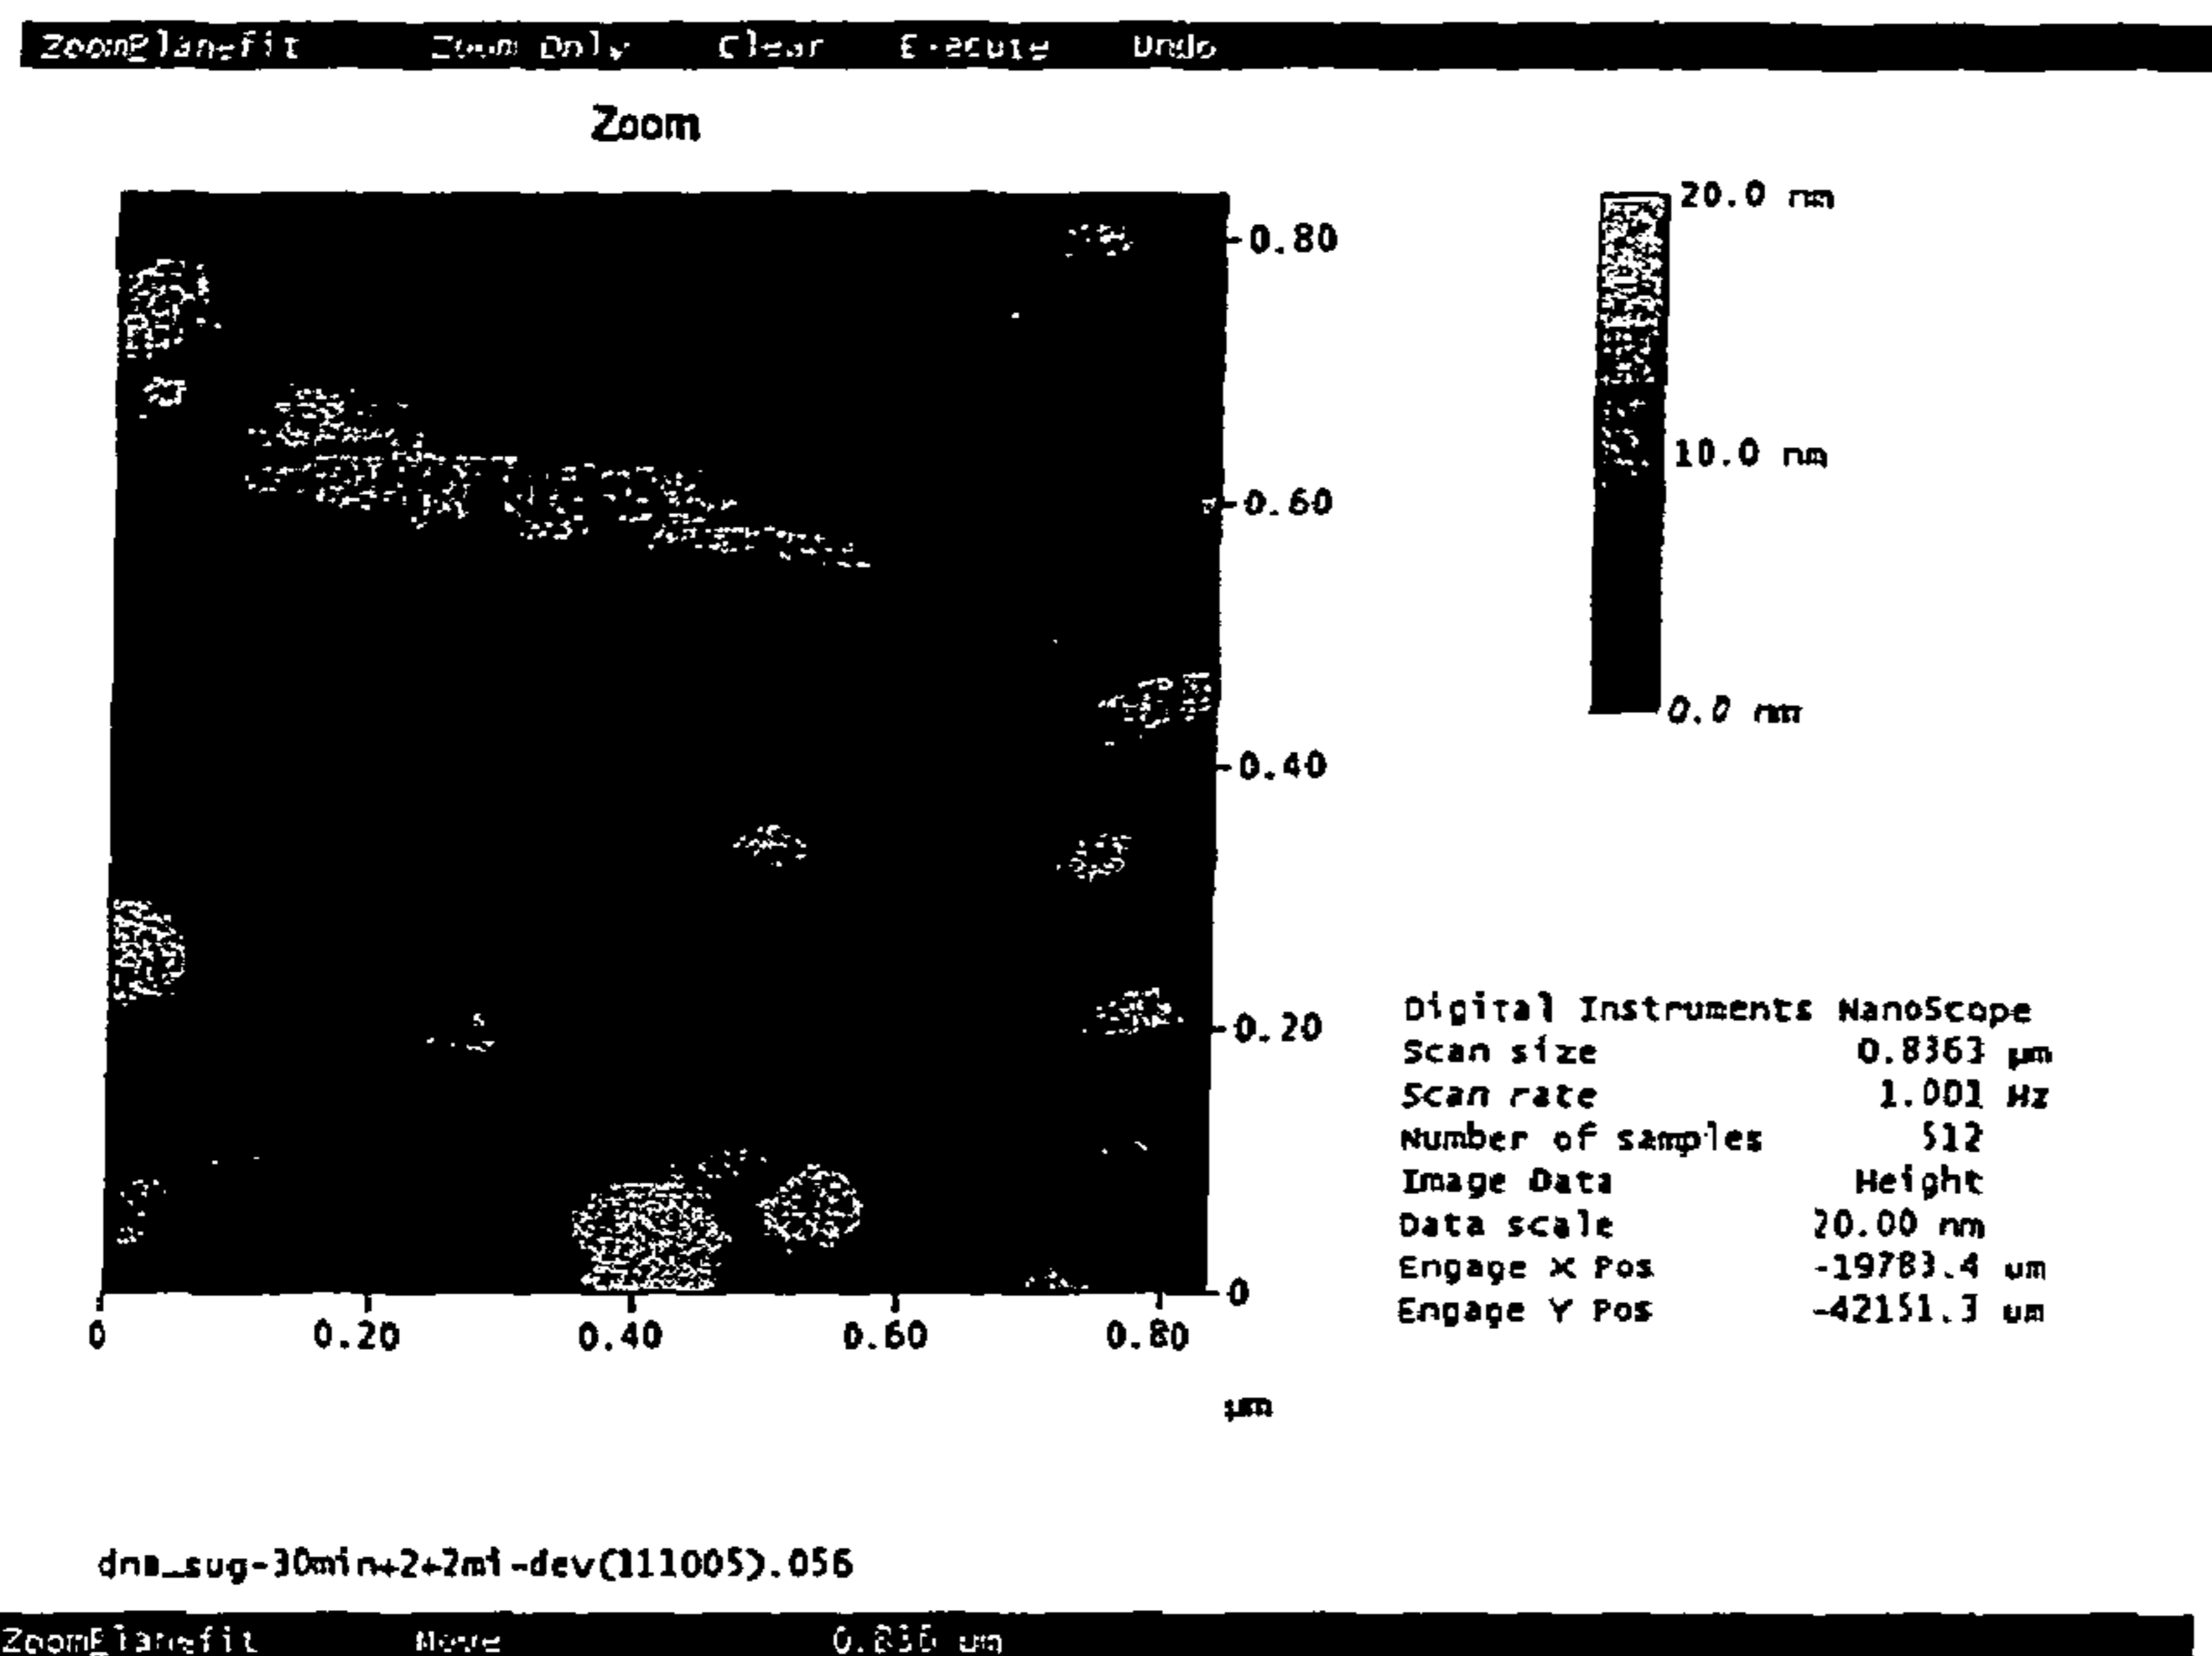 ZoomPlanefit Zoom Only Clear Execute Undo
Zoom
20.0 nm
10.0 nm
0.0 nm
0.80
0.60
0.40
0.20
0
0 0.20 0.40 0.60 0.80
µm
Digital Instruments NanoScope
Scan size 0.8363 µm
Scan rate 1.001 Hz
Number of samples 512
Image Data Height
Data scale 20.00 nm
Engage X Pos -19783.4 um
Engage Y Pos -42151.3 um
dna_sug-30min+2+2mi-dev(111005).056
ZoomPlanefit Move 0.836 um